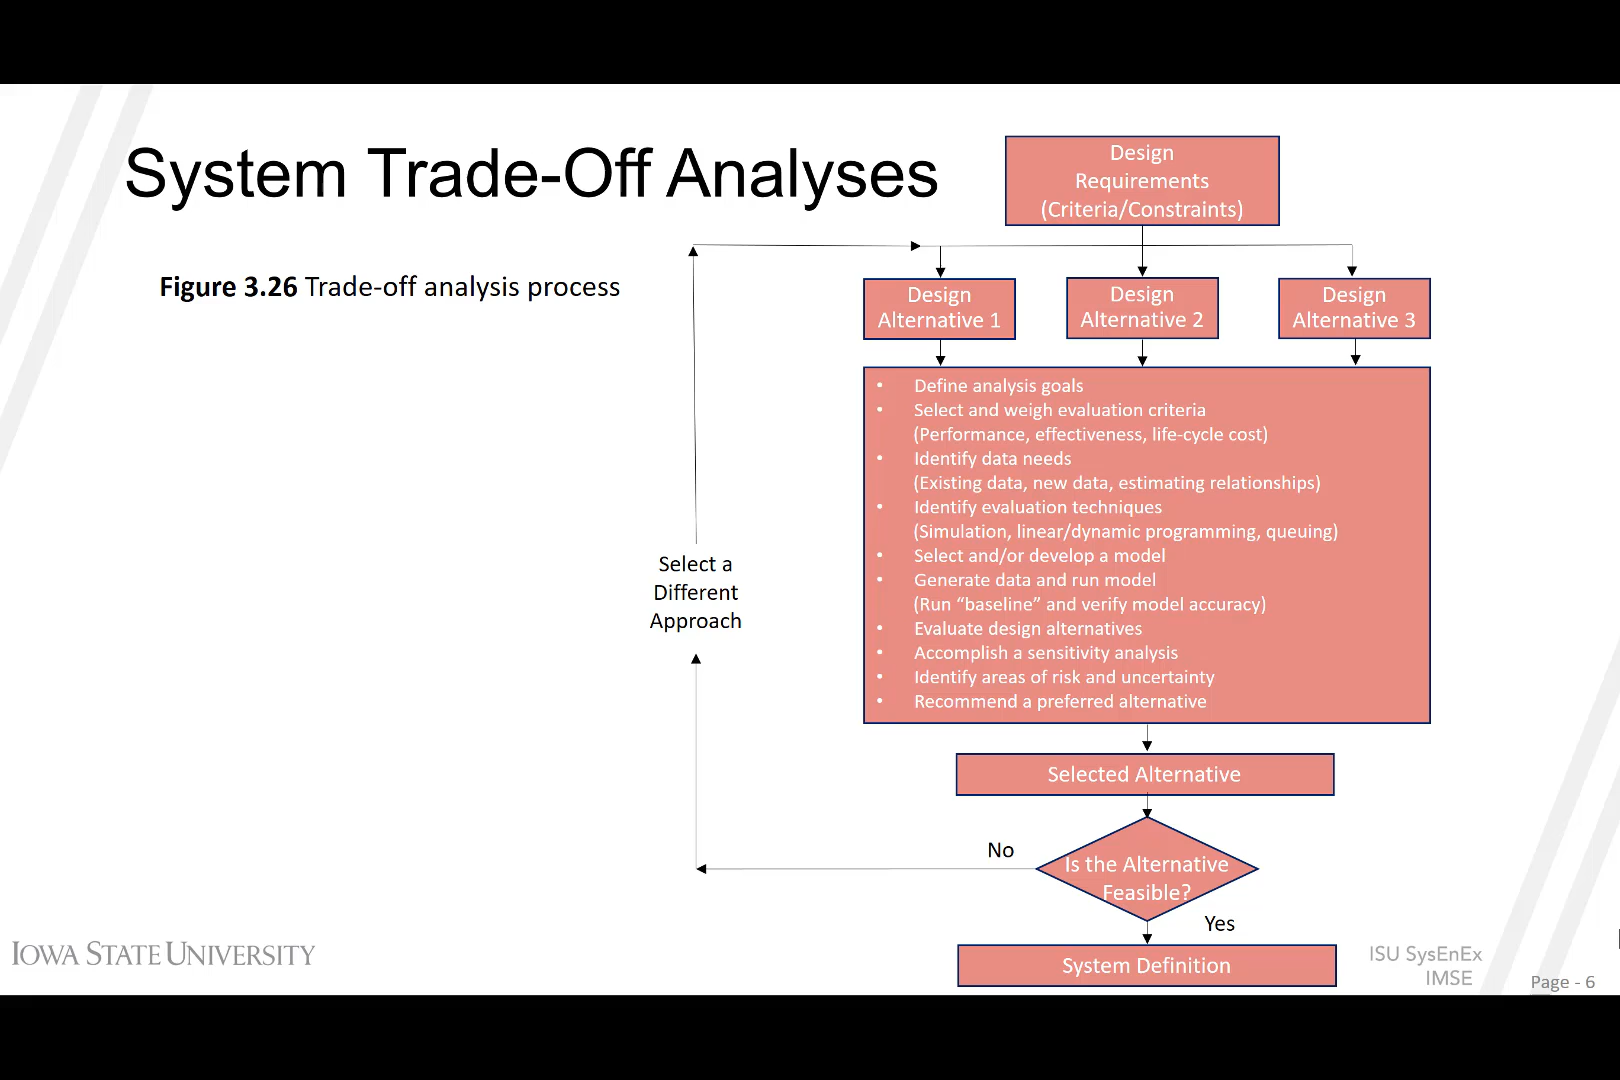 System Trade-Off Analyses
Figure 3.26 Trade-off analysis process
Design
Requirements
(Criteria/Constraints)
Design
Alternative 1
Design
Alternative 2
Design
Alternative 3
• Define analysis goals
• Select and weigh evaluation criteria
(Performance, effectiveness, life-cycle cost)
• Identify data needs
(Existing data, new data, estimating relationships)
• Identify evaluation techniques
(Simulation, linear/dynamic programming, queuing)
• Select and/or develop a model
• Generate data and run model
(Run “baseline” and verify model accuracy)
• Evaluate design alternatives
• Accomplish a sensitivity analysis
• Identify areas of risk and uncertainty
• Recommend a preferred alternative
Select a
Different
Approach
Selected Alternative
No
Is the Alternative
Feasible?
Yes
System Definition
IOWA STATE UNIVERSITY
ISU SysEnEx
IMSE
Page - 6